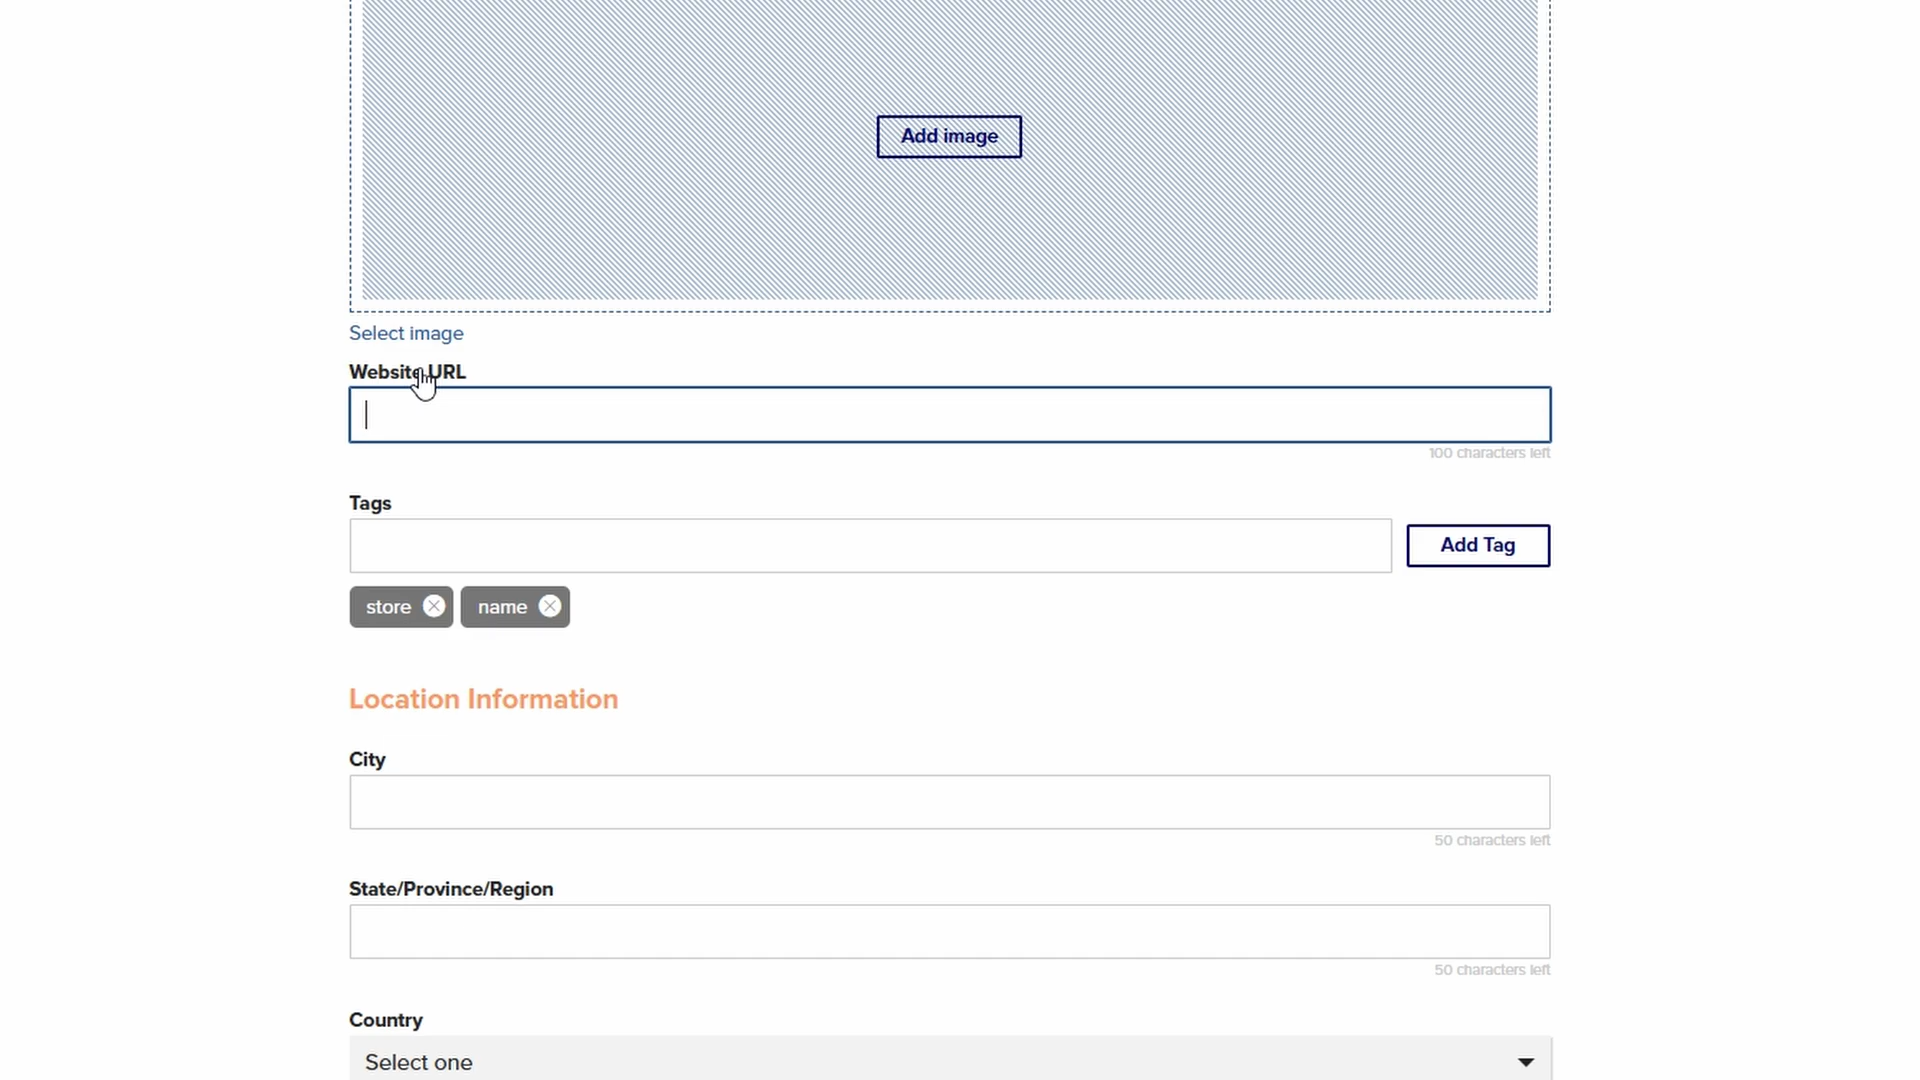 Add image
Select image
Website URL
100 characters left
Tags
Add Tag
store
name
Location Information
City
50 characters left
State/Province/Region
50 characters left
Country
Select one